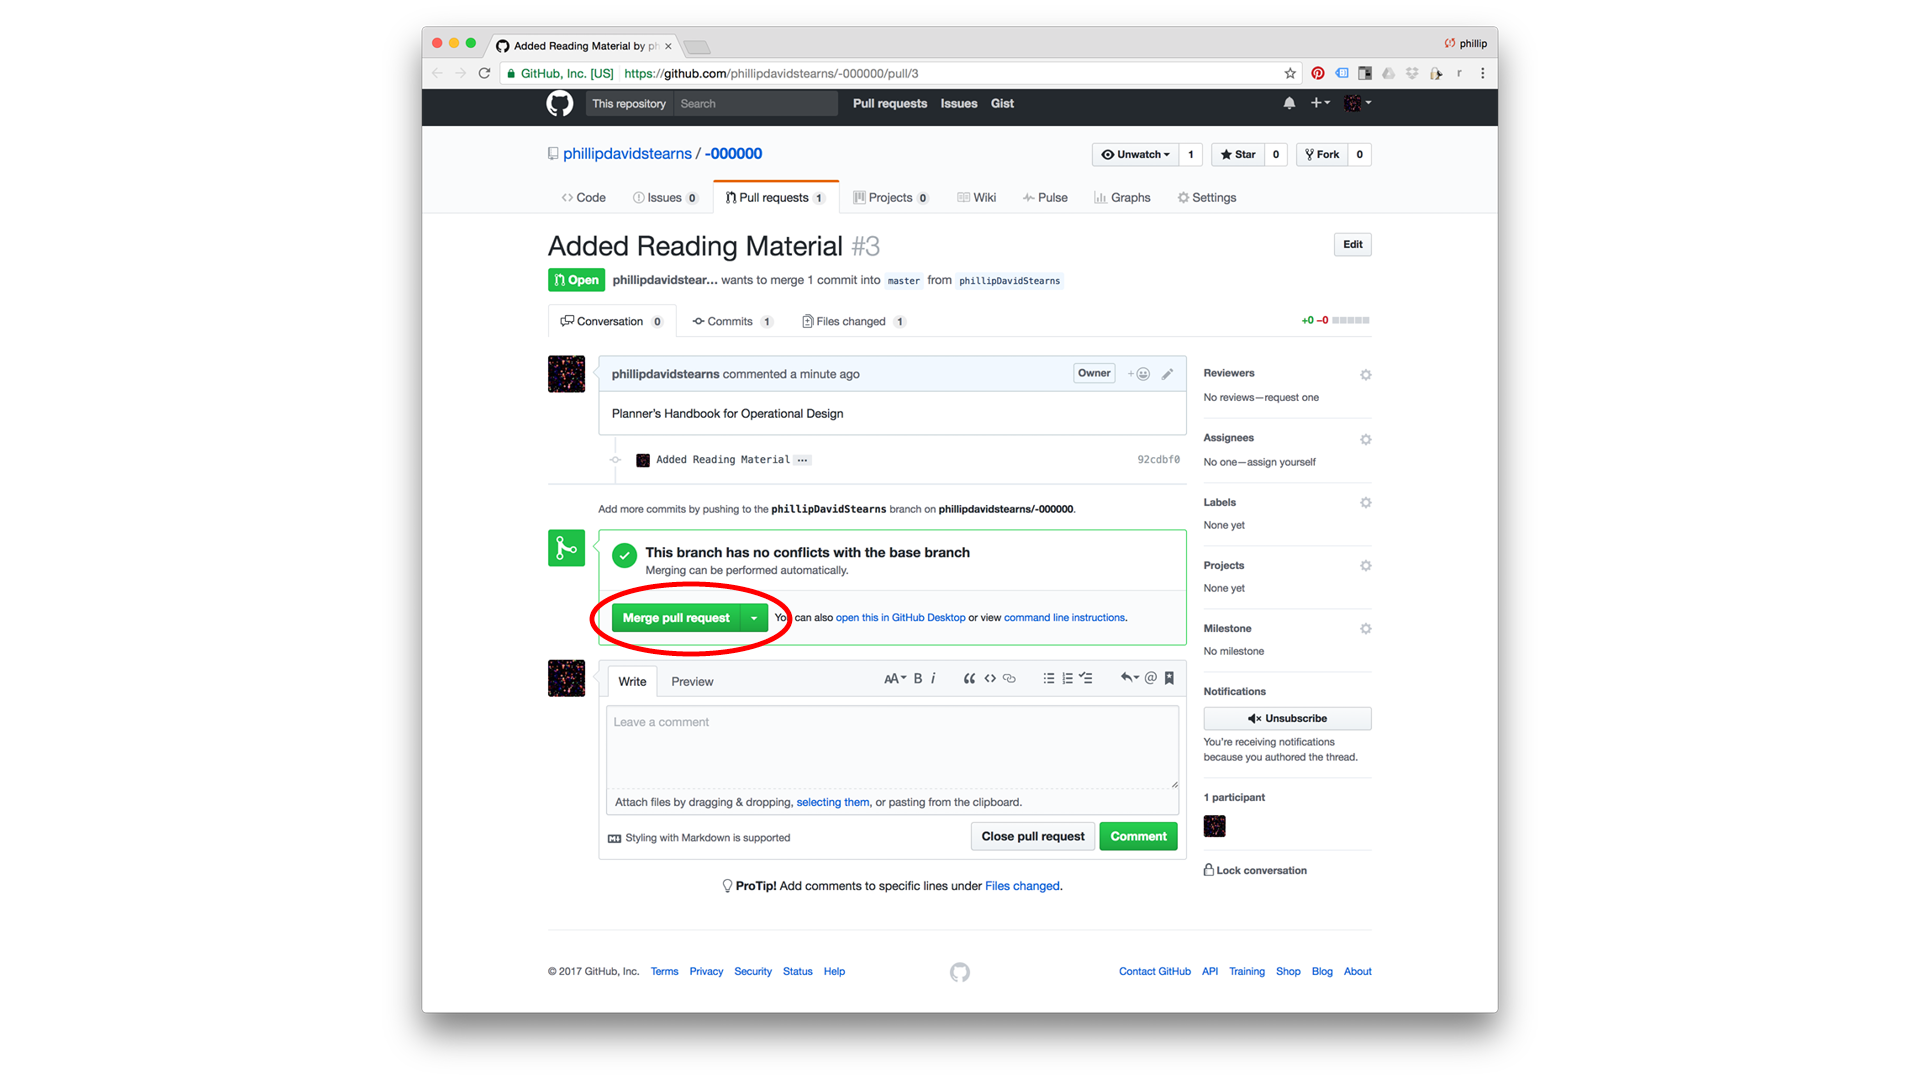 Added Reading Material by ph
phillip
GitHub, Inc. [US] https://github.com/phillipdavidstearns/-000000/pull/3
This repository Search Pull requests Issues Gist
phillipdavidstearns / -000000 Unwatch 1 Star 0 Fork 0
Code Issues 0 Pull requests 1 Projects 0 Wiki Pulse Graphs Settings
Added Reading Material #3 Edit
Open phillipdavidstear... wants to merge 1 commit into master from phillipDavidStearns
Conversation 0 Commits 1 Files changed 1 +0 −0
phillipdavidstearns commented a minute ago Owner
Planner's Handbook for Operational Design
Added Reading Material ... 92cdbf0
Add more commits by pushing to the phillipDavidStearns branch on phillipdavidstearns/-000000.
This branch has no conflicts with the base branch
Merging can be performed automatically.
Merge pull request You can also open this in GitHub Desktop or view command line instructions.
Write Preview AA B i
Leave a comment
Attach files by dragging & dropping, selecting them, or pasting from the clipboard.
Styling with Markdown is supported Close pull request Comment
ProTip! Add comments to specific lines under Files changed.
Reviewers
No reviews—request one
Assignees
No one—assign yourself
Labels
None yet
Projects
None yet
Milestone
No milestone
Notifications
Unsubscribe
You're receiving notifications
because you authored the thread.
1 participant
Lock conversation
© 2017 GitHub, Inc. Terms Privacy Security Status Help Contact GitHub API Training Shop Blog About